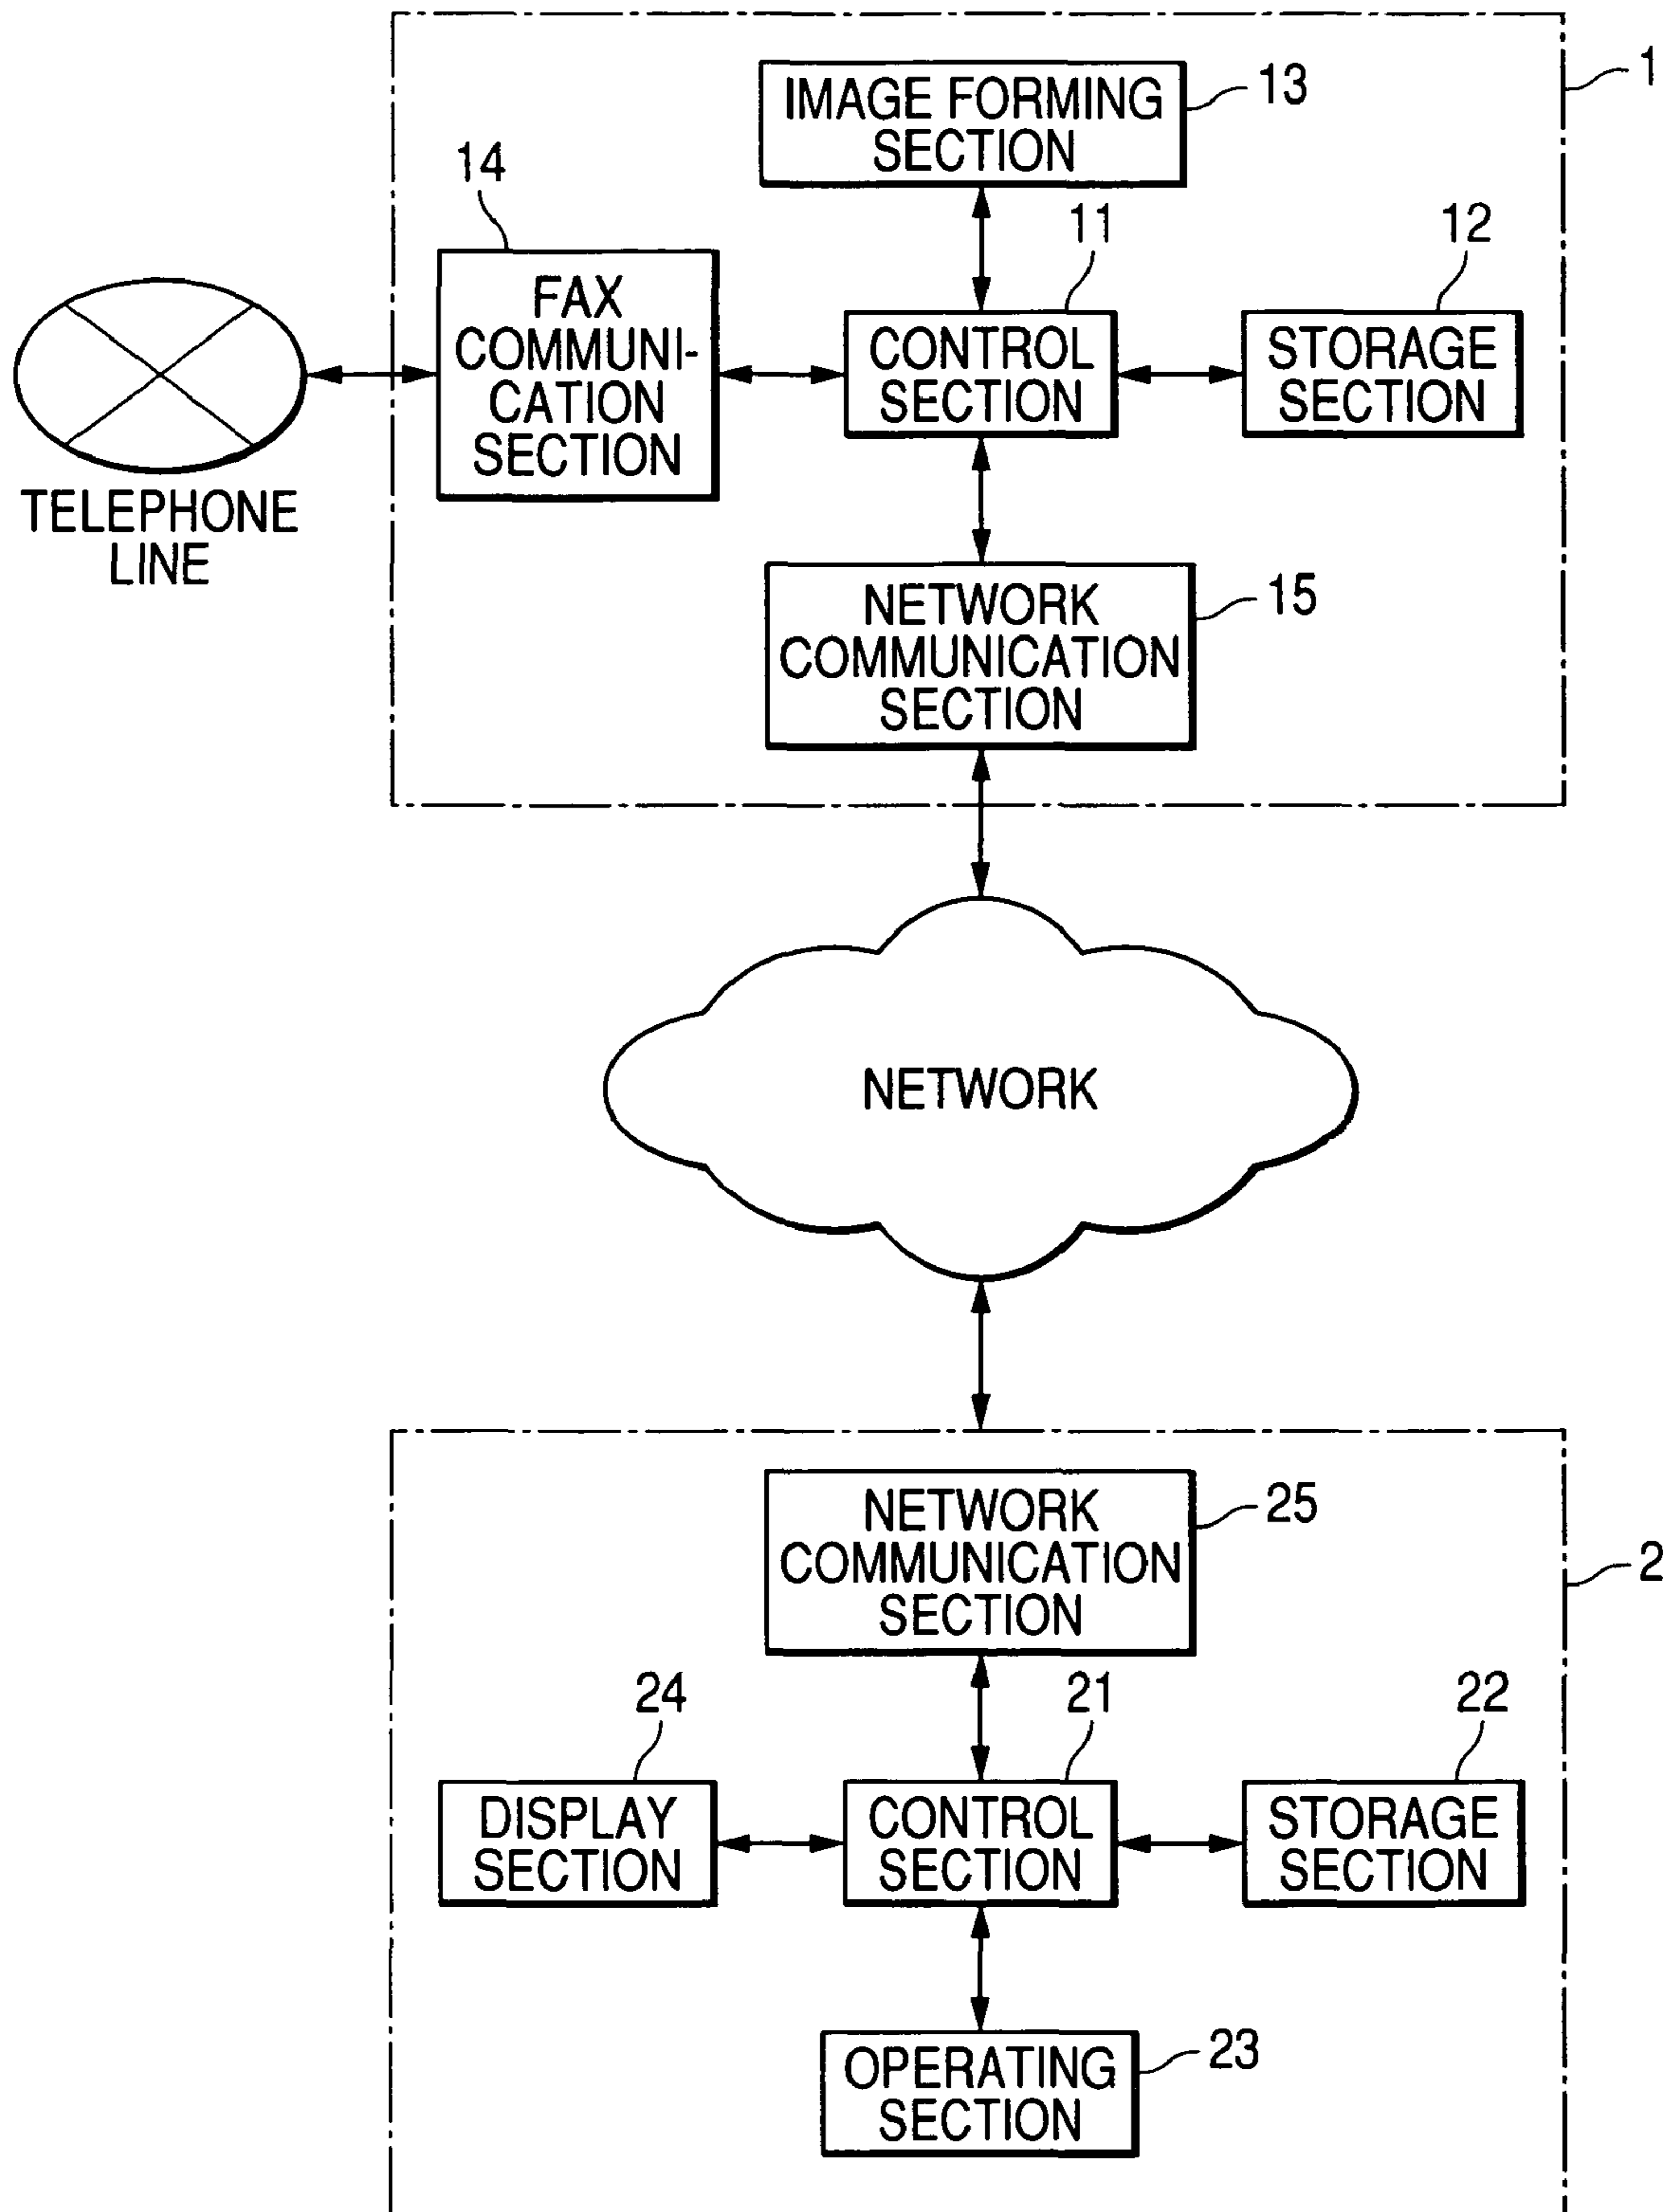 1
IMAGE FORMING
SECTION
13
14
11
12
FAX
COMMUNI-
CATION
SECTION
CONTROL
SECTION
STORAGE
SECTION
TELEPHONE
LINE
NETWORK
COMMUNICATION
SECTION
15
NETWORK
NETWORK
COMMUNICATION
SECTION
25
2
24
21
22
DISPLAY
SECTION
CONTROL
SECTION
STORAGE
SECTION
OPERATING
SECTION
23